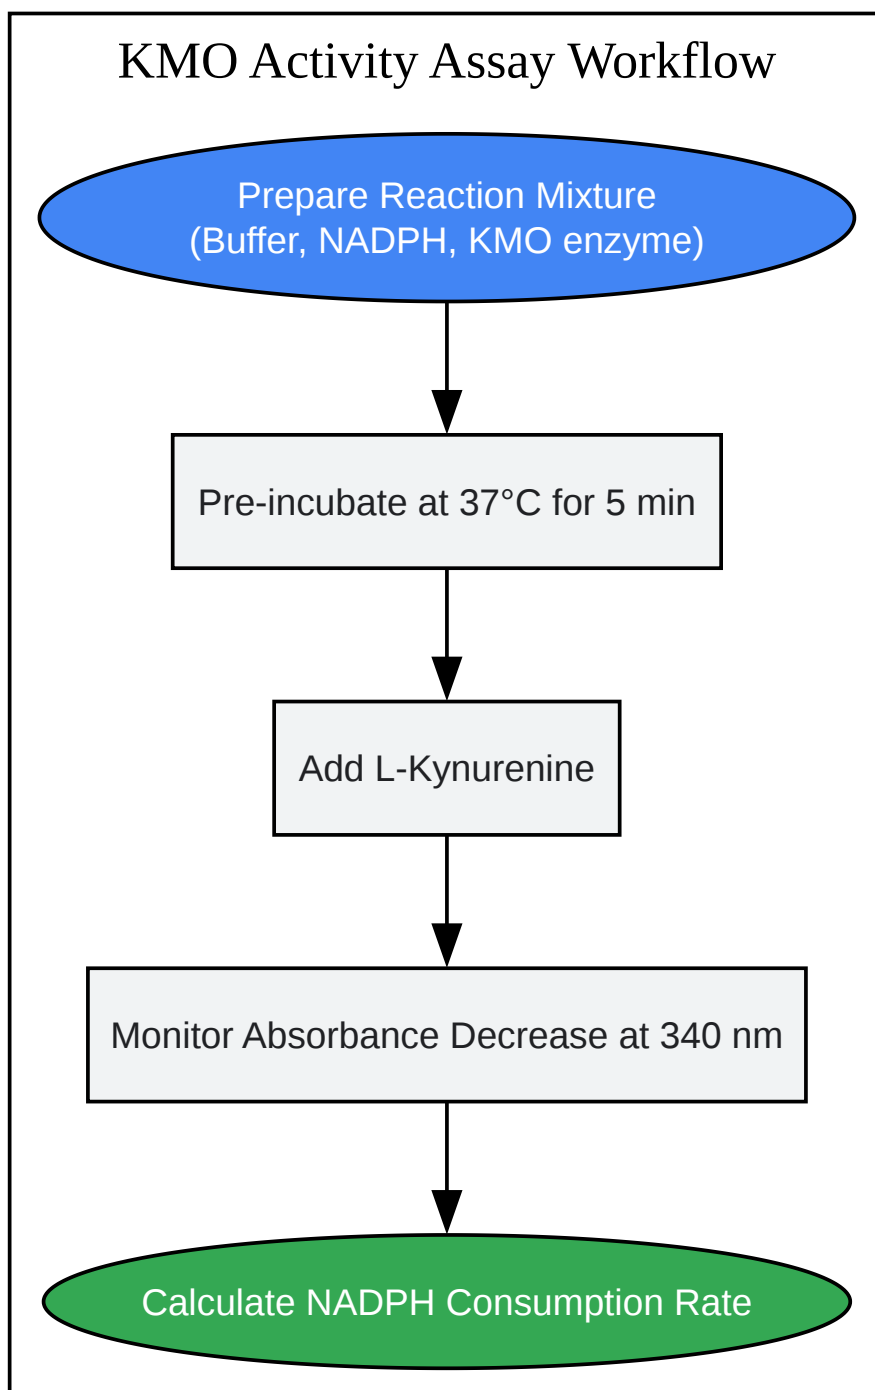 KMO Activity Assay Workflow
Prepare Reaction Mixture
(Buffer, NADPH, KMO enzyme)
Pre-incubate at 37°C for 5 min
Add L-Kynurenine
Monitor Absorbance Decrease at 340 nm
Calculate NADPH Consumption Rate